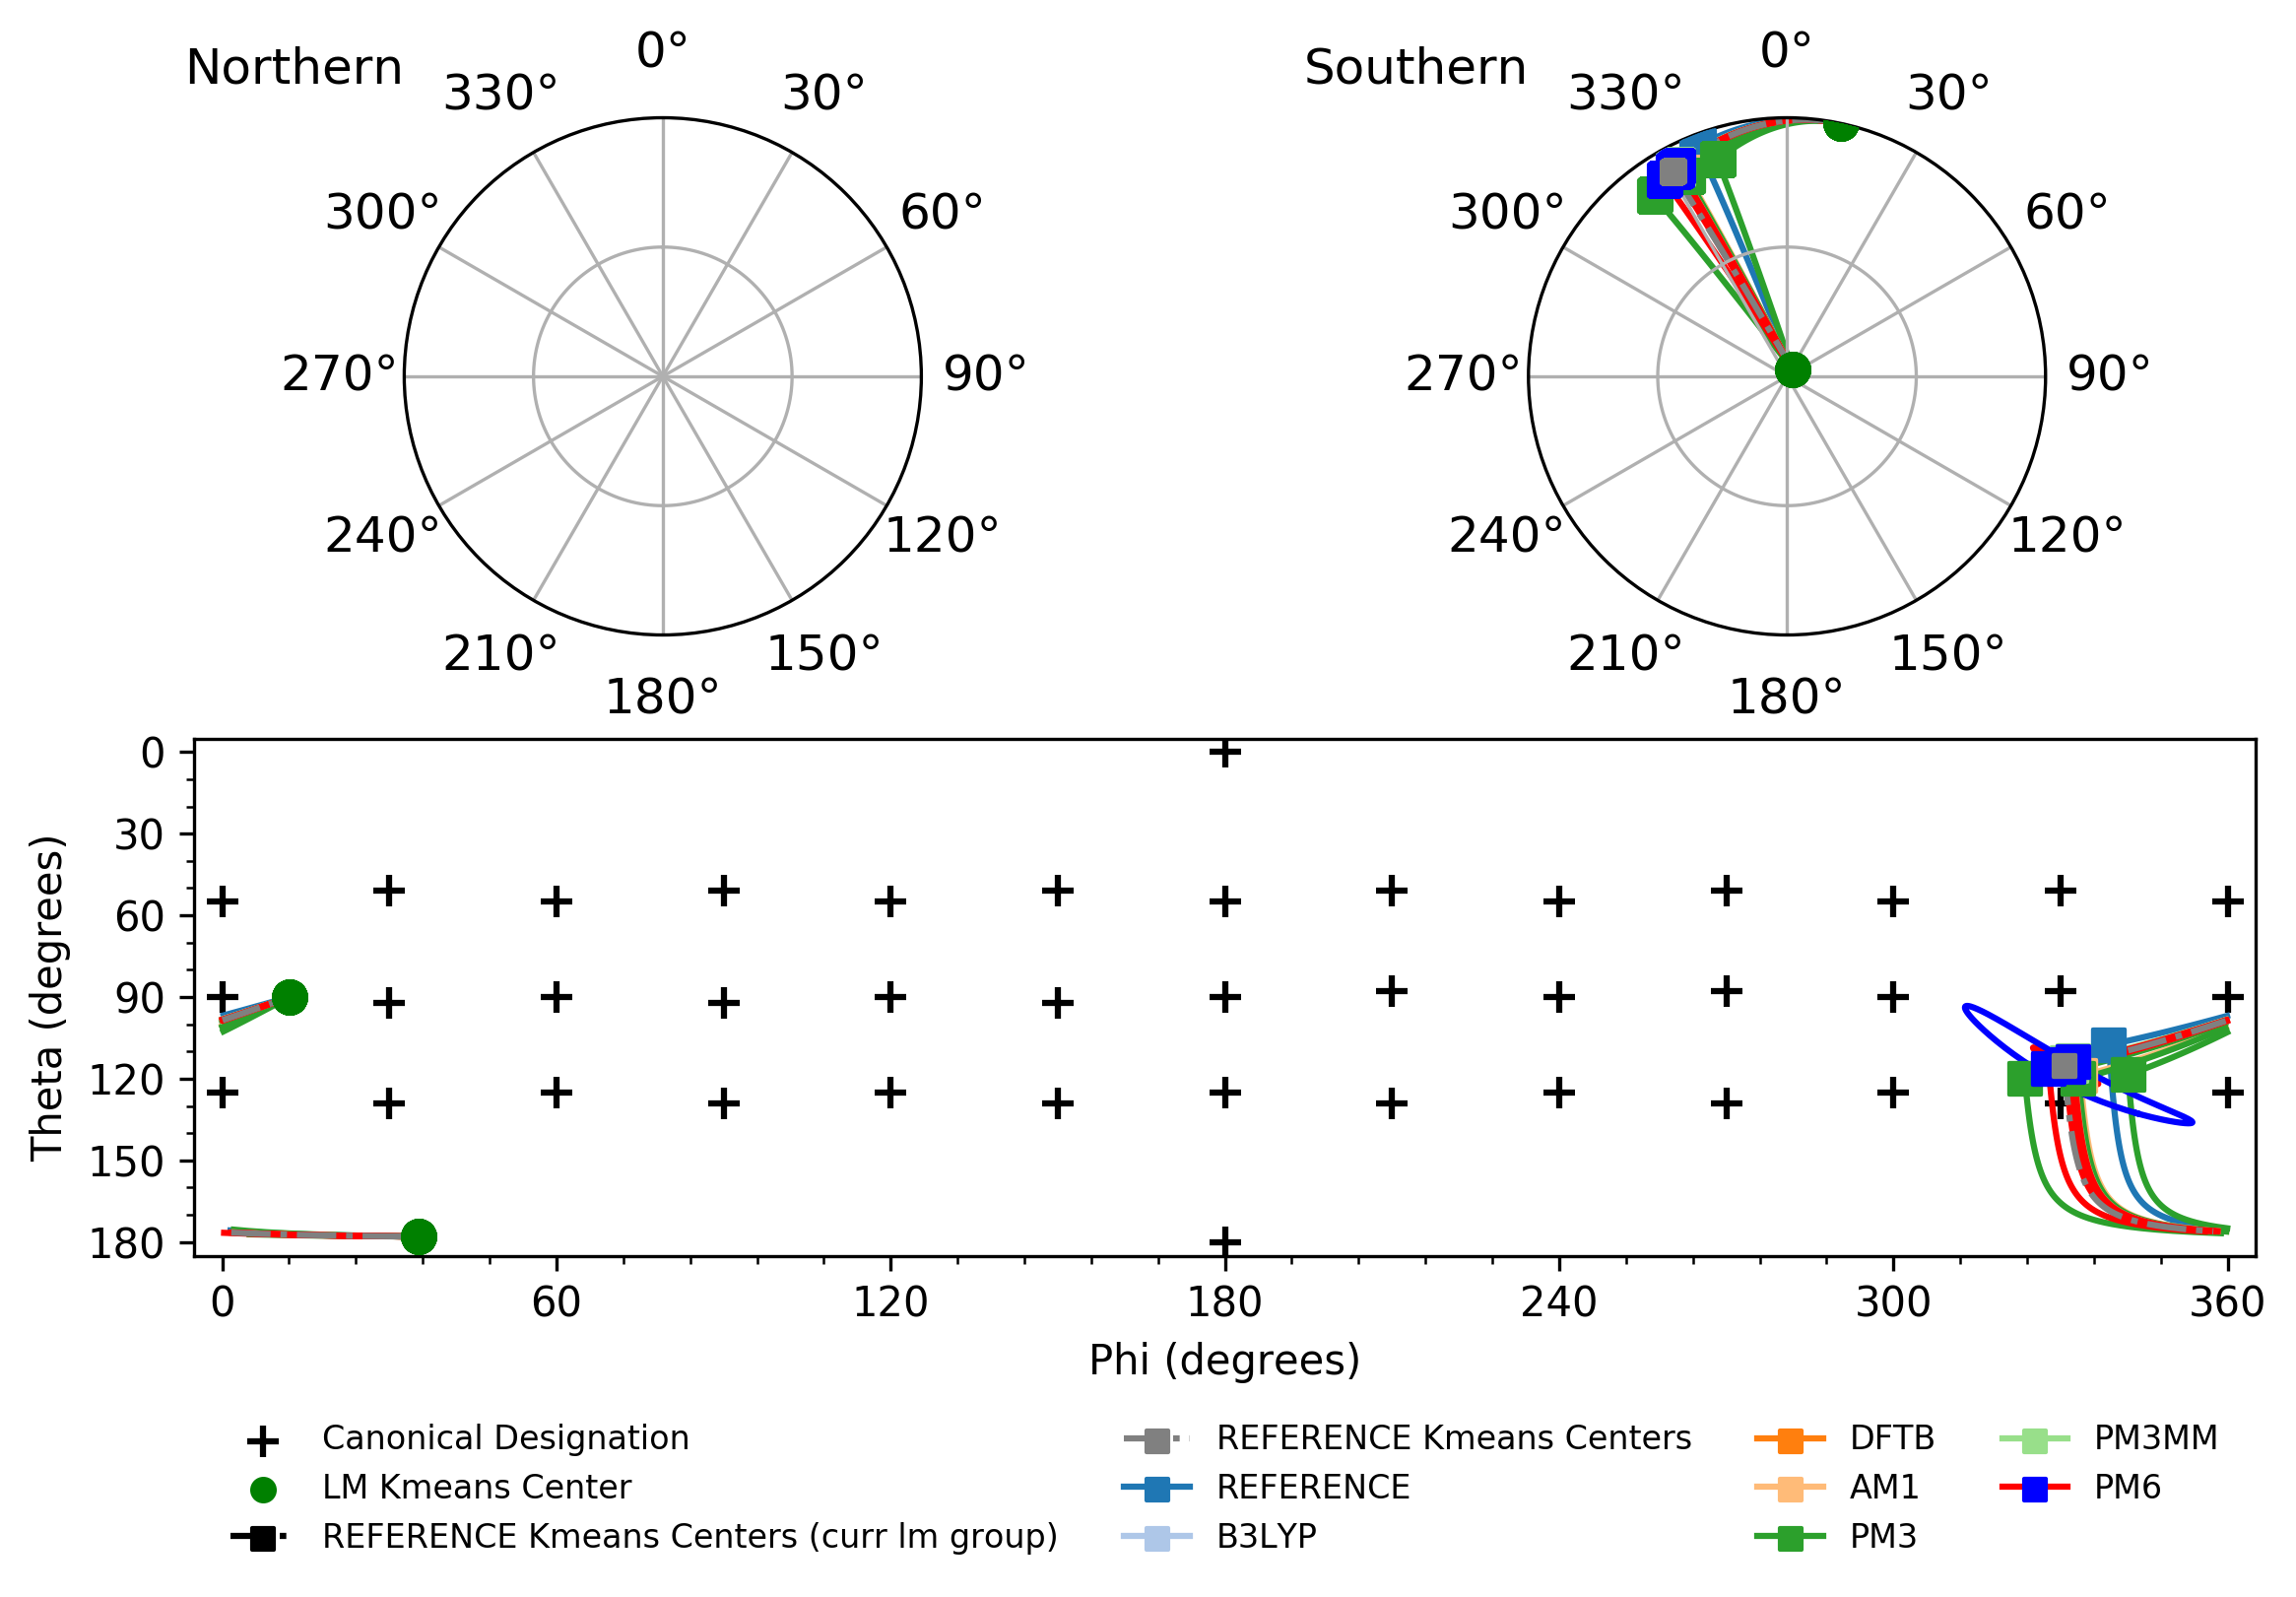 Northern
0°
330°
30°
300°
60°
270°
90°
240°
120°
210°
150°
180°
Southern
0°
330°
30°
300°
60°
270°
90°
240°
120°
210°
150°
180°
Theta (degrees)
0
30
60
90
120
150
180
0
60
120
180
240
300
360
Phi (degrees)
Canonical Designation
LM Kmeans Center
REFERENCE Kmeans Centers (curr lm group)
REFERENCE Kmeans Centers
REFERENCE
B3LYP
DFTB
AM1
PM3
PM3MM
PM6